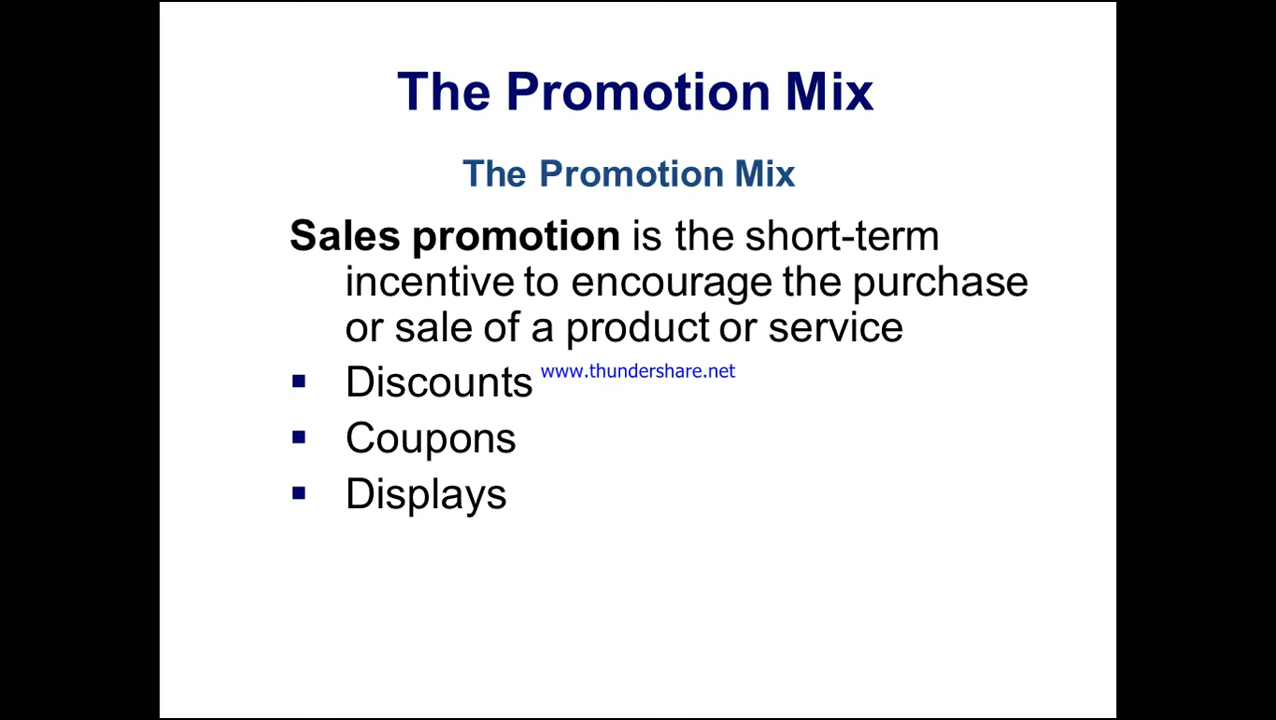 The Promotion Mix
The Promotion Mix
Sales promotion is the short-term
incentive to encourage the purchase
or sale of a product or service
▪ Discounts
www.thundershare.net
▪ Coupons
▪ Displays